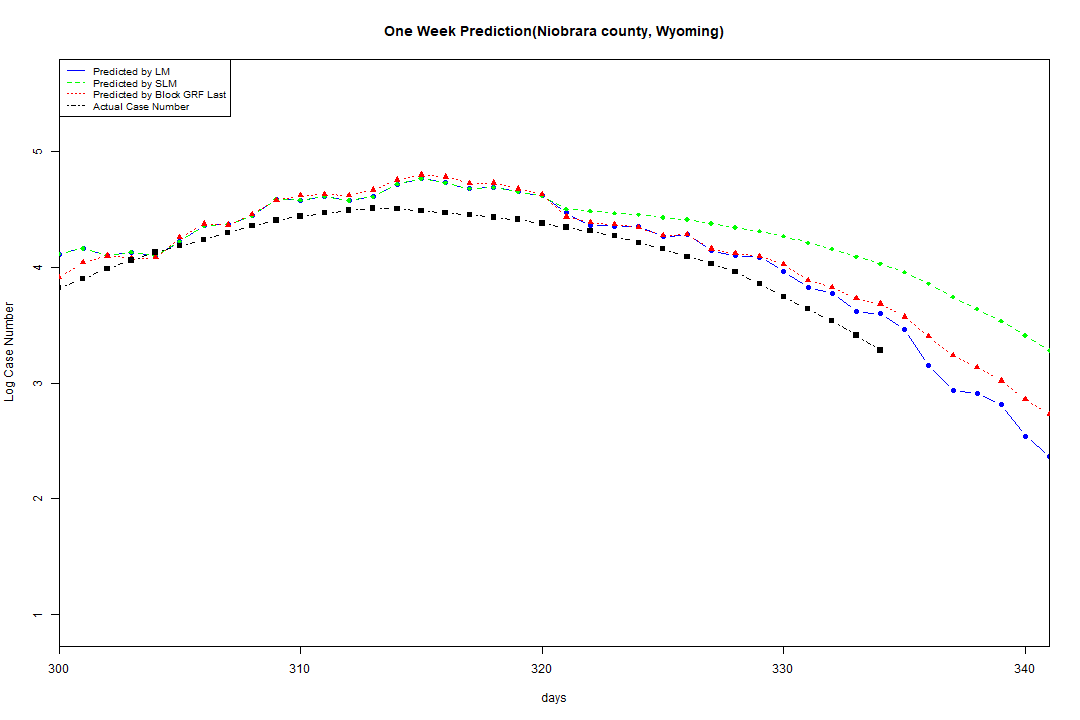 One Week Prediction(Niobrara county, Wyoming)
Predicted by LM
Predicted by SLM
Predicted by Block GRF Last
Actual Case Number
5
4
3
2
1
Log Case Number
300 310 320 330 340
days